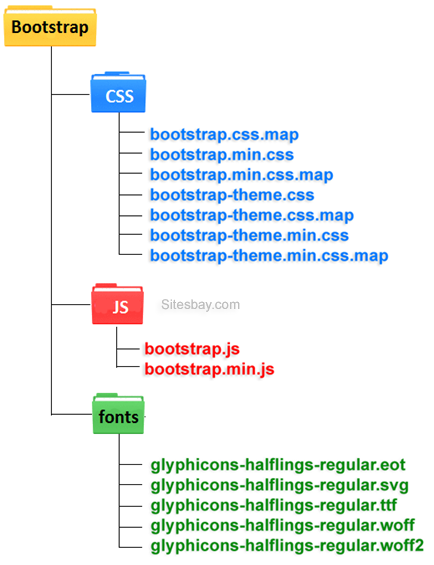 Bootstrap
CSS
bootstrap.css.map
bootstrap.min.css
bootstrap.min.css.map
bootstrap-theme.css
bootstrap-theme.css.map
bootstrap-theme.min.css
bootstrap-theme.min.css.map
JS
Sitesbay.com
bootstrap.js
bootstrap.min.js
fonts
glyphicons-halflings-regular.eot
glyphicons-halflings-regular.svg
glyphicons-halflings-regular.ttf
glyphicons-halflings-regular.woff
glyphicons-halflings-regular.woff2